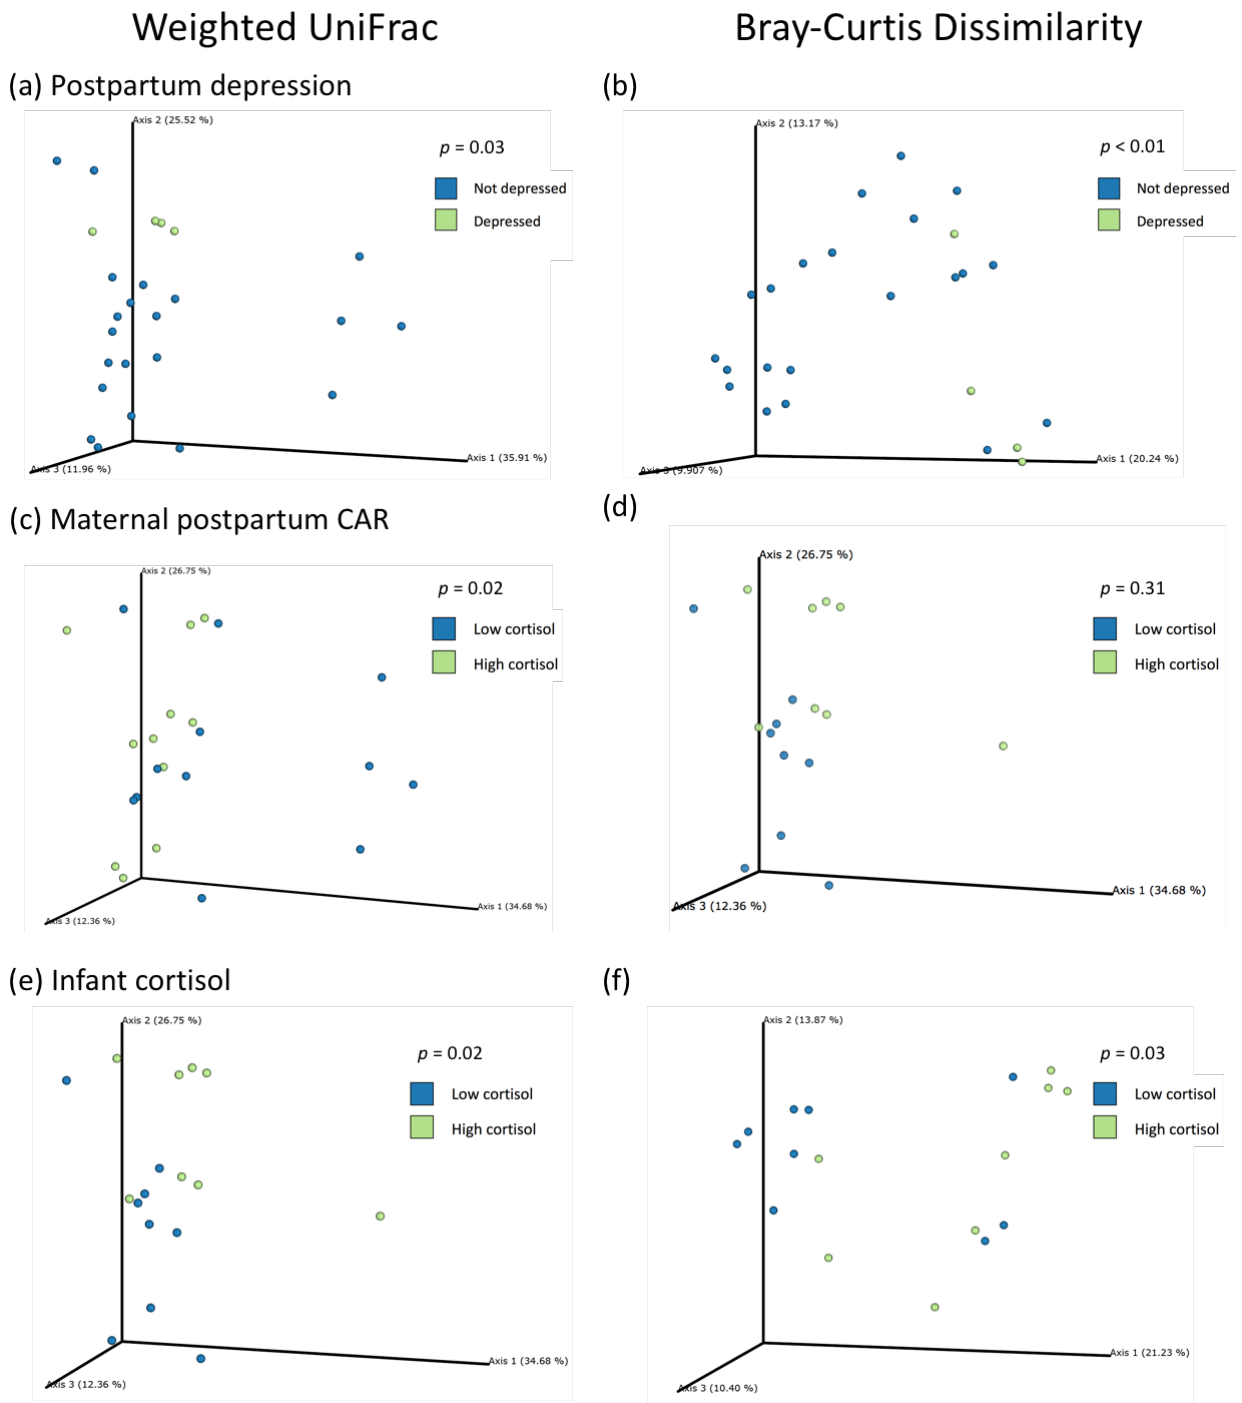 Weighted UniFrac
Bray-Curtis Dissimilarity
(a) Postpartum depression
Axis 2 (25.52 %)
p = 0.03
Not depressed
Depressed
Axis 1 (35.91 %)
Axis 3 (11.96 %)
(b)
Axis 2 (13.17 %)
p < 0.01
Not depressed
Depressed
Axis 1 (20.24 %)
Axis 3 (9.907 %)
(c) Maternal postpartum CAR
Axis 2 (26.75 %)
p = 0.02
Low cortisol
High cortisol
Axis 1 (34.68 %)
Axis 3 (12.36 %)
(d)
Axis 2 (26.75 %)
p = 0.31
Low cortisol
High cortisol
Axis 1 (34.68 %)
Axis 3 (12.36 %)
(e) Infant cortisol
Axis 2 (26.75 %)
p = 0.02
Low cortisol
High cortisol
Axis 1 (34.68 %)
Axis 3 (12.36 %)
(f)
Axis 2 (13.87 %)
p = 0.03
Low cortisol
High cortisol
Axis 1 (21.23 %)
Axis 3 (10.40 %)